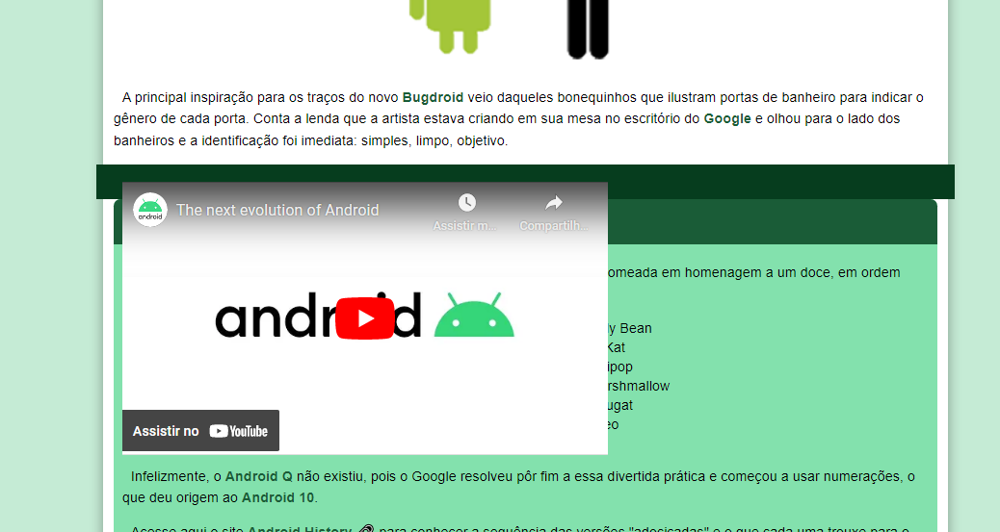 A principal inspiração para os traços do novo Bugdroid veio daqueles bonequinhos que ilustram portas de banheiro para indicar o
gênero de cada porta. Conta a lenda que a artista estava criando em sua mesa no escritório do Google e olhou para o lado dos
banheiros e a identificação foi imediata: simples, limpo, objetivo.
android
The next evolution of Android
Assistir m...
Compartilh...
omeada em homenagem a um doce, em ordem
android
ly Bean
Kat
lipop
rshmallow
ugat
eo
Assistir no YouTube
Infelizmente, o Android Q não existiu, pois o Google resolveu pôr fim a essa divertida prática e começou a usar numerações, o
que deu origem ao Android 10.
Acesse aqui o site Android History para conhecer a sequência das versões "adocicadas" e o que cada uma trouxe para o